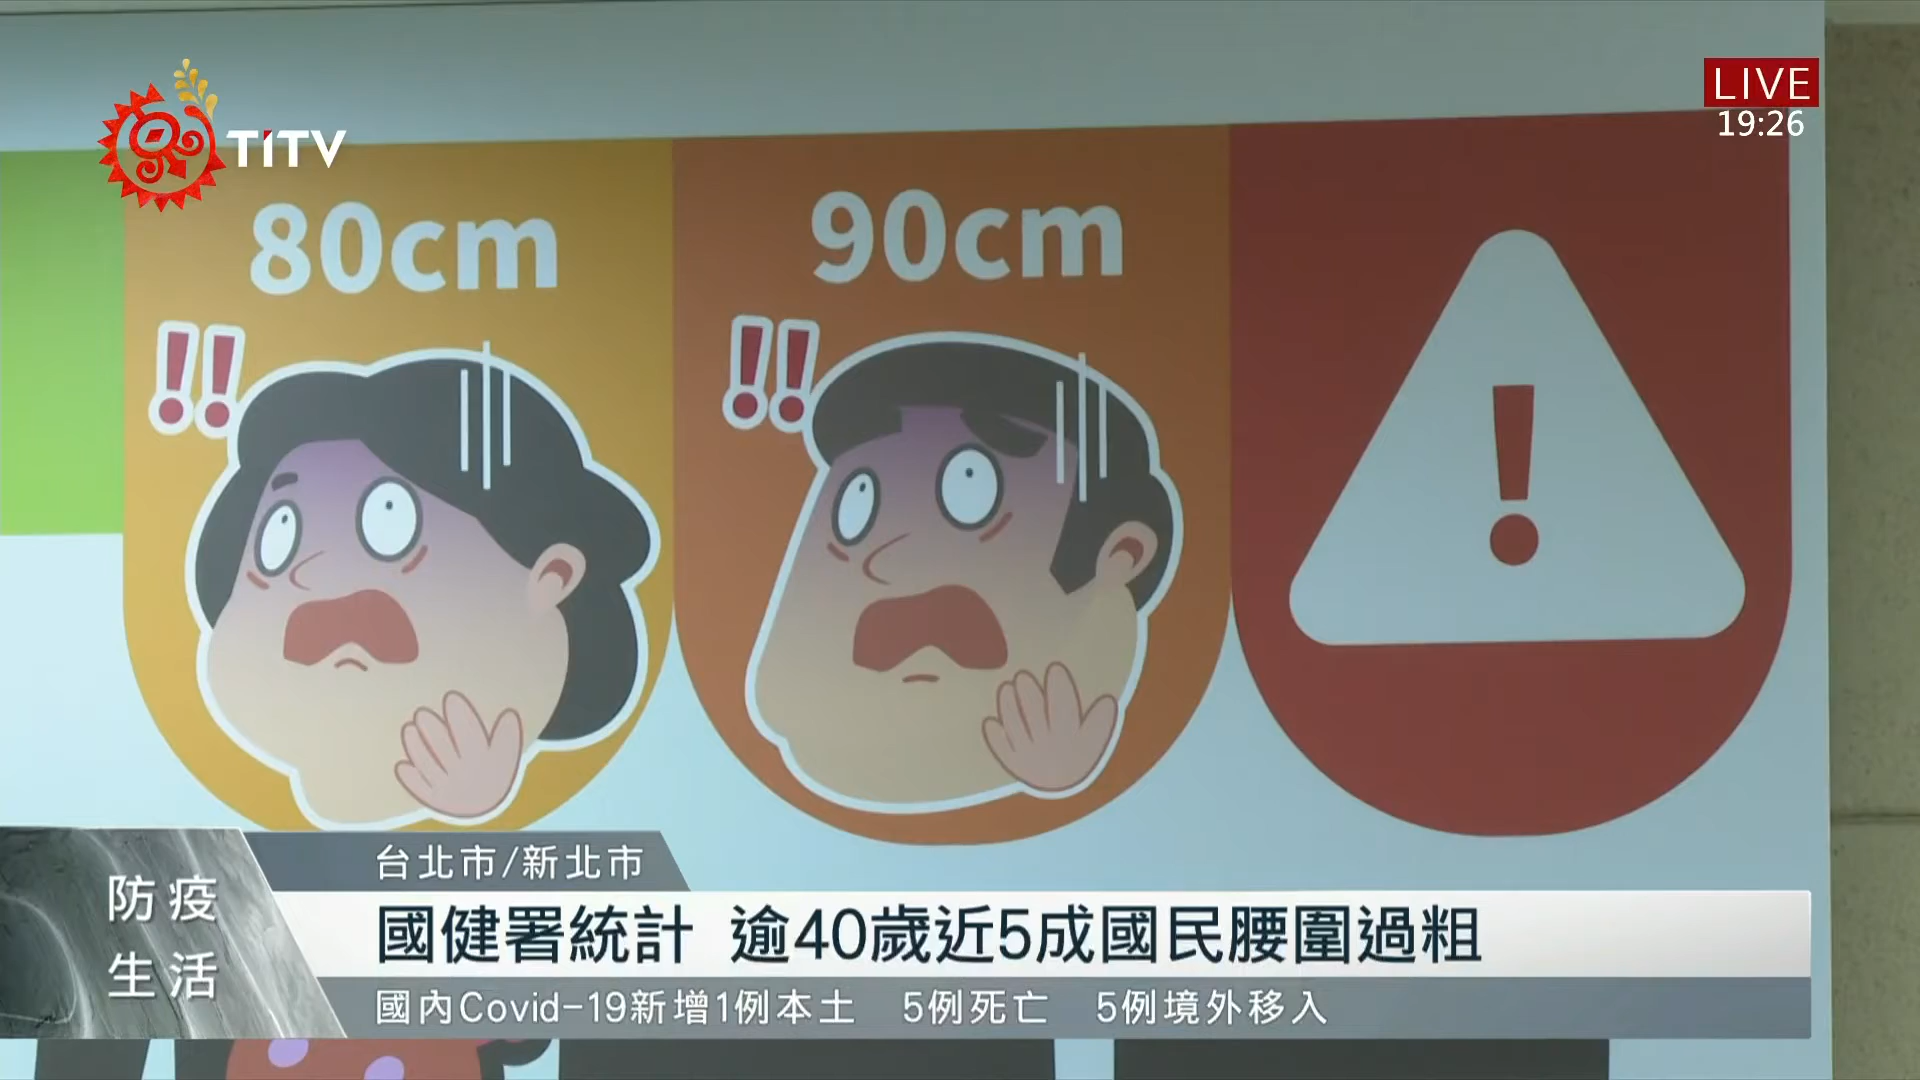 TITV
LIVE
19:26
80cm
90cm
!!
!!
!
台北市/新北市
防疫
生活
國健署統計 逾40歲近5成國民腰圍過粗
國內Covid-19新增1例本土 5例死亡 5例境外移入